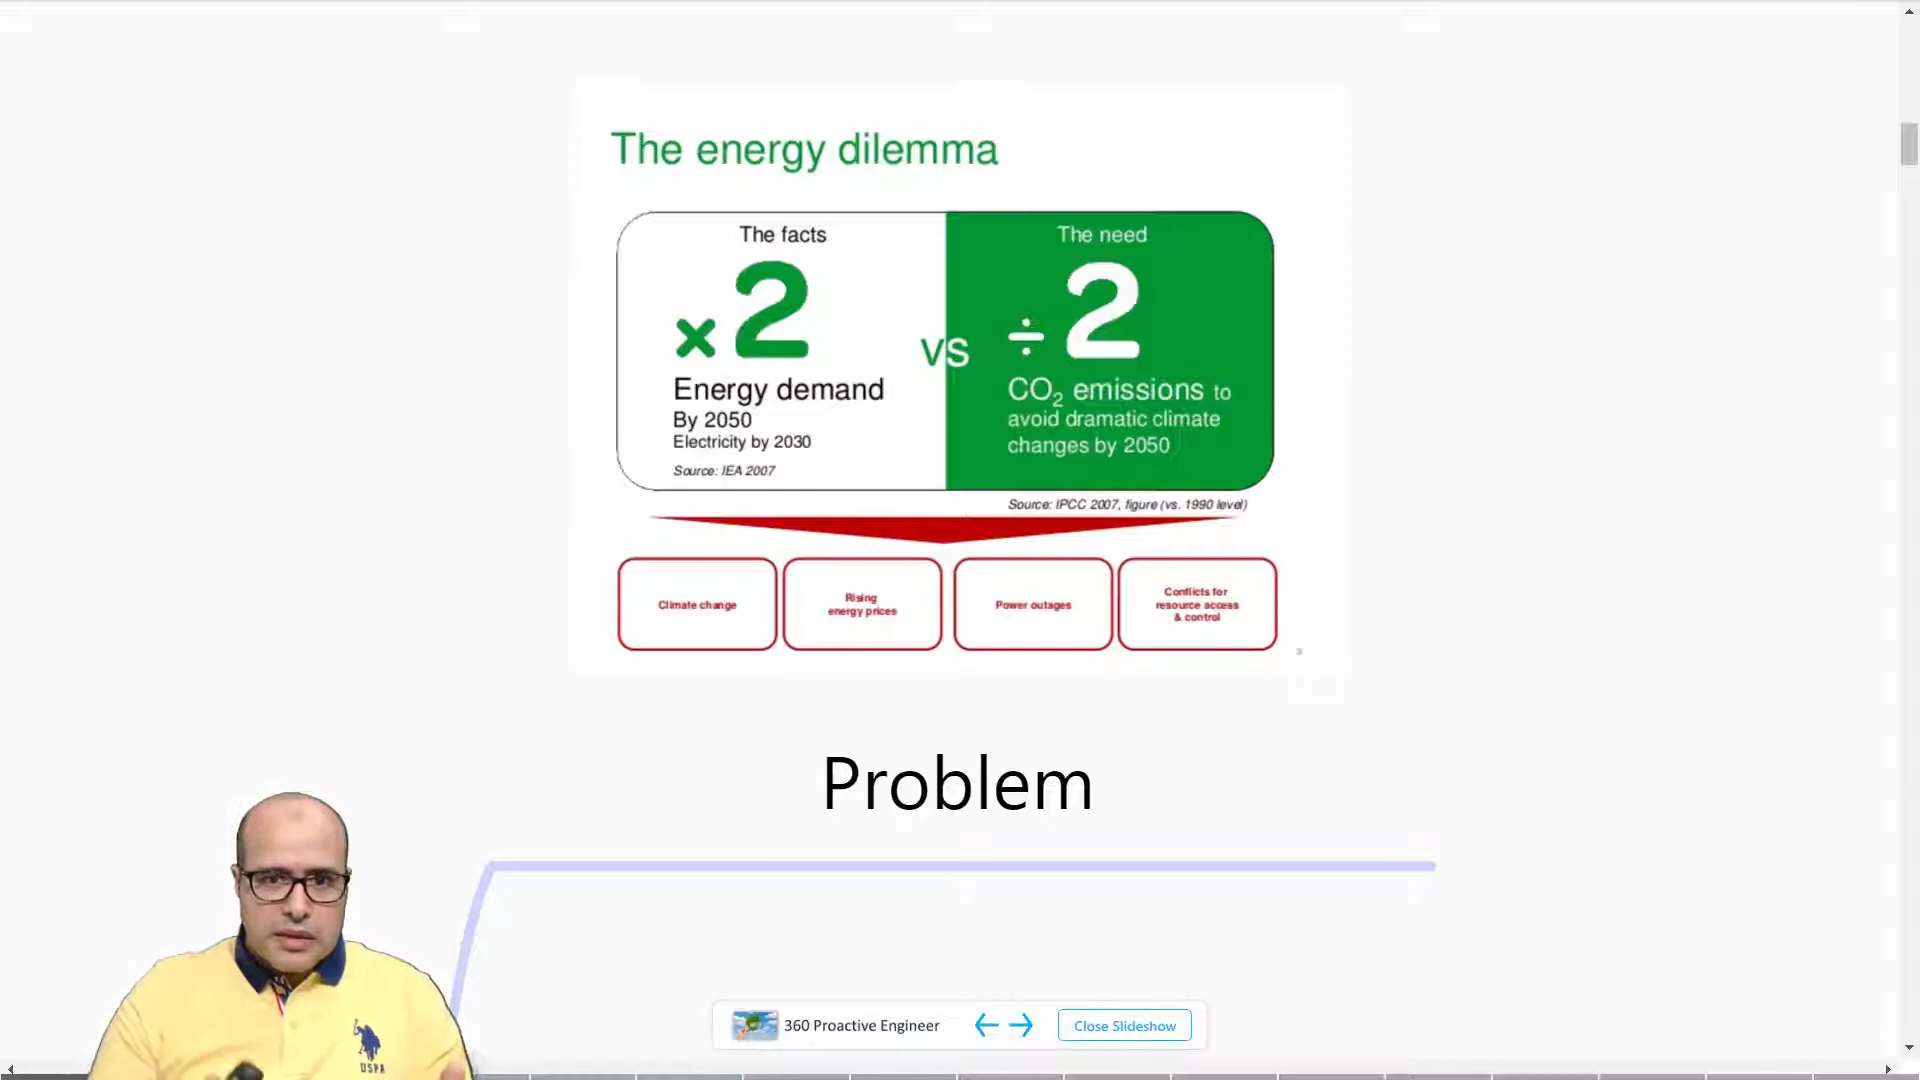 The energy dilemma
The facts
The need
×2
÷2
vs
Energy demand
By 2050
Electricity by 2030
Source: IEA 2007
CO₂ emissions to
avoid dramatic climate
changes by 2050
Source: IPCC 2007, figure (vs. 1990 level)
Climate change
Rising
energy prices
Power outages
Conflicts for
resource access
& control
3
Problem
USPA
360 Proactive Engineer
Close Slideshow